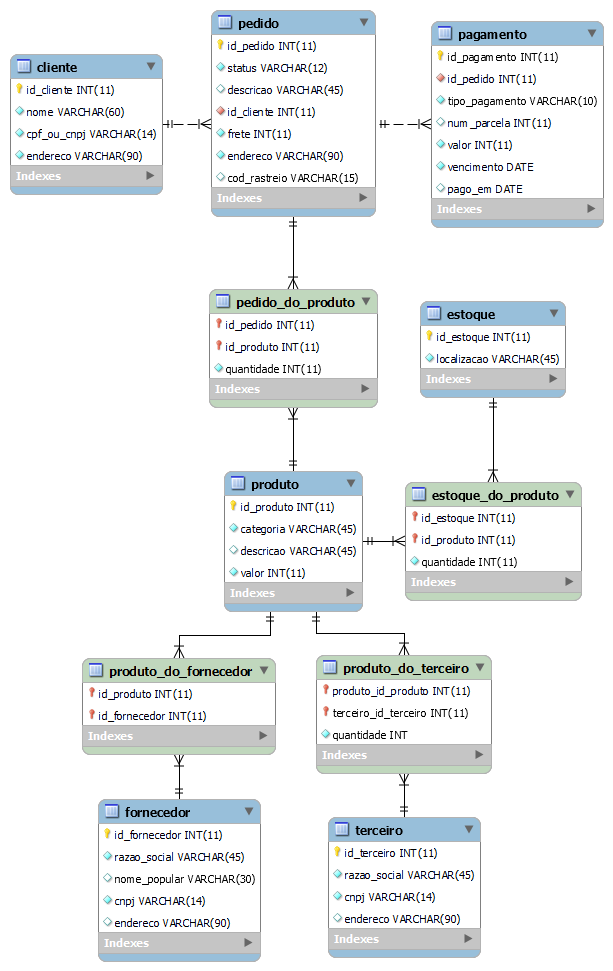 cliente
id_cliente INT(11)
nome VARCHAR(60)
cpf_ou_cnpj VARCHAR(14)
endereco VARCHAR(90)
Indexes
pedido
id_pedido INT(11)
status VARCHAR(12)
descricao VARCHAR(45)
id_cliente INT(11)
frete INT(11)
endereco VARCHAR(90)
cod_rastreio VARCHAR(15)
Indexes
pagamento
id_pagamento INT(11)
id_pedido INT(11)
tipo_pagamento VARCHAR(10)
num_parcela INT(11)
valor INT(11)
vencimento DATE
pago_em DATE
Indexes
pedido_do_produto
id_pedido INT(11)
id_produto INT(11)
quantidade INT(11)
Indexes
estoque
id_estoque INT(11)
localizacao VARCHAR(45)
Indexes
produto
id_produto INT(11)
categoria VARCHAR(45)
descricao VARCHAR(45)
valor INT(11)
Indexes
estoque_do_produto
id_estoque INT(11)
id_produto INT(11)
quantidade INT(11)
Indexes
produto_do_fornecedor
id_produto INT(11)
id_fornecedor INT(11)
Indexes
produto_do_terceiro
produto_id_produto INT(11)
terceiro_id_terceiro INT(11)
quantidade INT
Indexes
fornecedor
id_fornecedor INT(11)
razao_social VARCHAR(45)
nome_popular VARCHAR(30)
cnpj VARCHAR(14)
endereco VARCHAR(90)
Indexes
terceiro
id_terceiro INT(11)
razao_social VARCHAR(45)
cnpj VARCHAR(14)
endereco VARCHAR(90)
Indexes